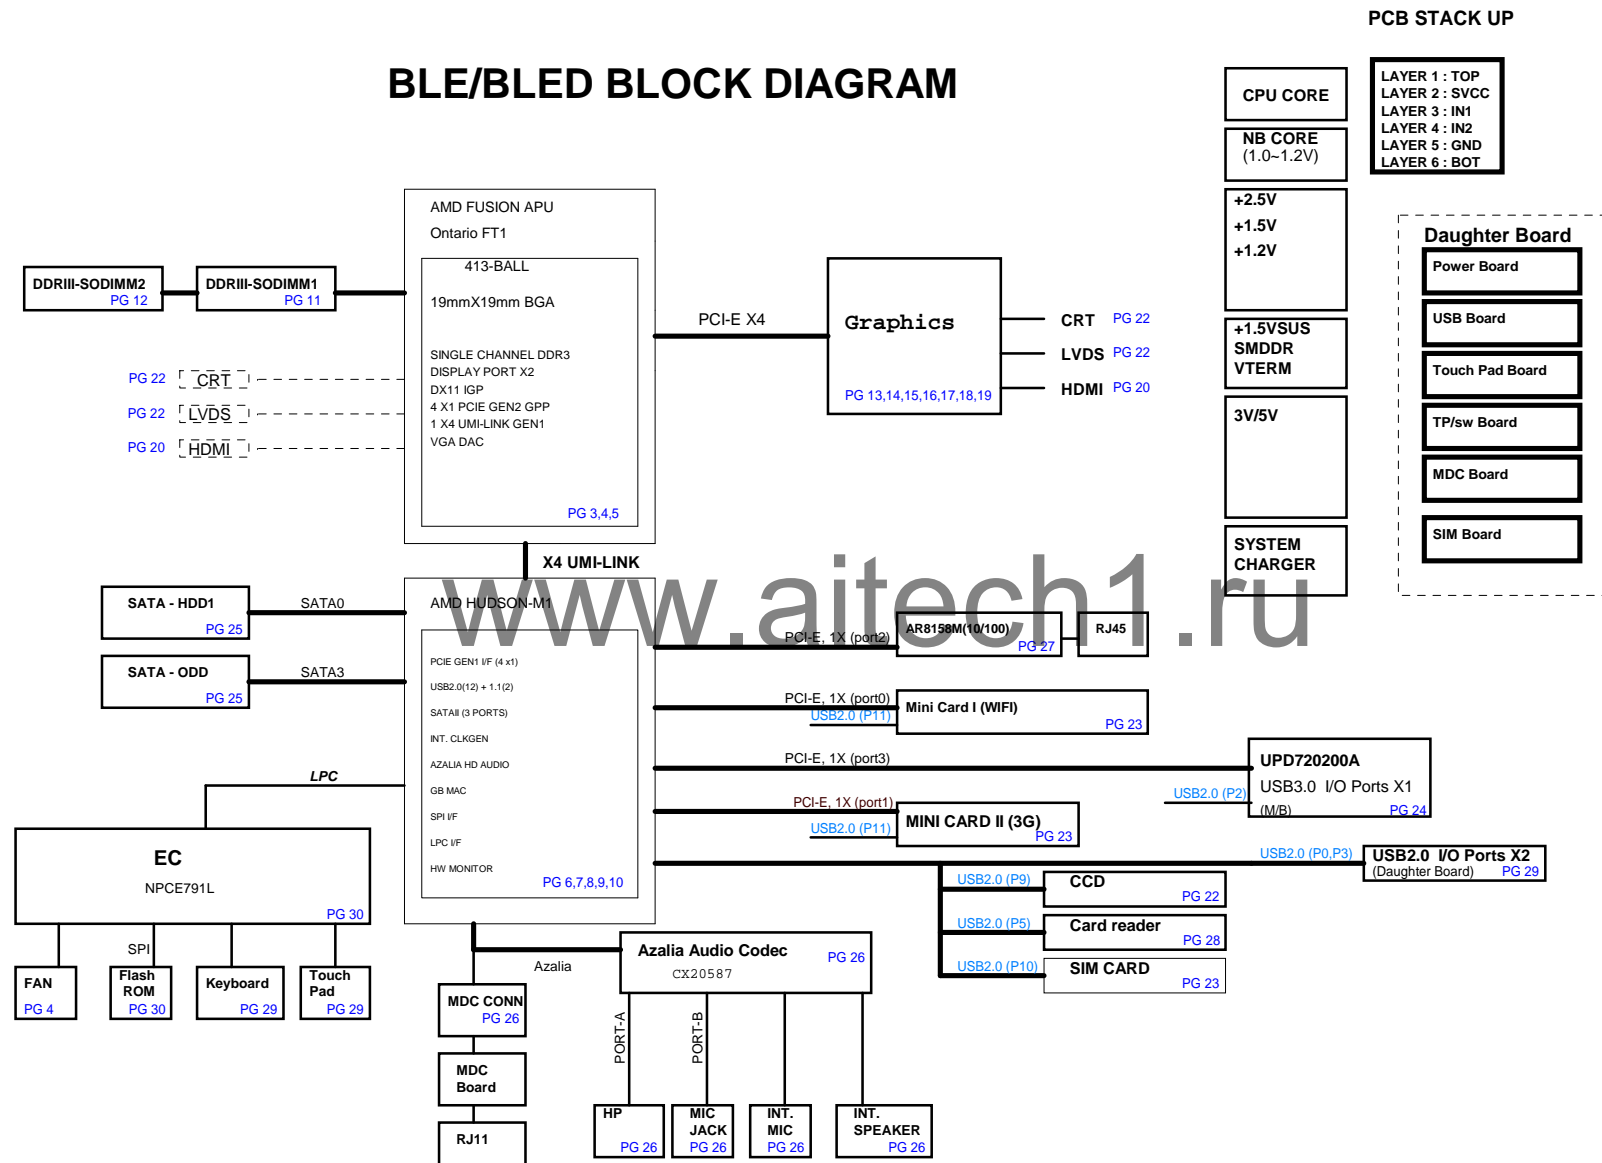 PCB STACK UP
BLE/BLED BLOCK DIAGRAM
LAYER 1 : TOP
LAYER 2 : SVCC
LAYER 3 : IN1
LAYER 4 : IN2
LAYER 5 : GND
LAYER 6 : BOT
CPU CORE
NB CORE
(1.0~1.2V)
+2.5V
+1.5V
+1.2V
+1.5VSUS
SMDDR
VTERM
3V/5V
SYSTEM
CHARGER
Daughter Board
Power Board
USB Board
Touch Pad Board
TP/sw Board
MDC Board
SIM Board
AMD FUSION APU
Ontario FT1
413-BALL
19mmX19mm BGA
SINGLE CHANNEL DDR3
DISPLAY PORT X2
DX11 IGP
4 X1 PCIE GEN2 GPP
1 X4 UMI-LINK GEN1
VGA DAC
PG 3,4,5
DDRIII-SODIMM2
PG 12
DDRIII-SODIMM1
PG 11
PG 22 CRT
PG 22 LVDS
PG 20 HDMI
PCI-E X4
Graphics
PG 13,14,15,16,17,18,19
CRT PG 22
LVDS PG 22
HDMI PG 20
X4 UMI-LINK
www.aitech1.ru
AMD HUDSON-M1
PCIE GEN1 I/F (4 x1)
USB2.0(12) + 1.1(2)
SATAII (3 PORTS)
INT. CLKGEN
AZALIA HD AUDIO
GB MAC
SPI I/F
LPC I/F
HW MONITOR
PG 6,7,8,9,10
SATA - HDD1
PG 25
SATA0
SATA - ODD
PG 25
SATA3
LPC
EC
NPCE791L
PG 30
SPI
FAN
PG 4
Flash
ROM
PG 30
Keyboard
PG 29
Touch
Pad
PG 29
PCI-E, 1X (port2)
AR8158M(10/100)
PG 27
RJ45
PCI-E, 1X (port0)
USB2.0 (P11)
Mini Card I (WIFI)
PG 23
PCI-E, 1X (port3)
USB2.0 (P2)
UPD720200A
USB3.0 I/O Ports X1
(M/B)
PG 24
PCI-E, 1X (port1)
USB2.0 (P11)
MINI CARD II (3G)
PG 23
USB2.0 (P0,P3)
USB2.0 I/O Ports X2
(Daughter Board) PG 29
USB2.0 (P9)
CCD
PG 22
USB2.0 (P5)
Card reader
PG 28
USB2.0 (P10)
SIM CARD
PG 23
Azalia
Azalia Audio Codec
CX20587
PG 26
MDC CONN
PG 26
MDC
Board
RJ11
PORT-A
PORT-B
HP
PG 26
MIC
JACK
PG 26
INT.
MIC
PG 26
INT.
SPEAKER
PG 26